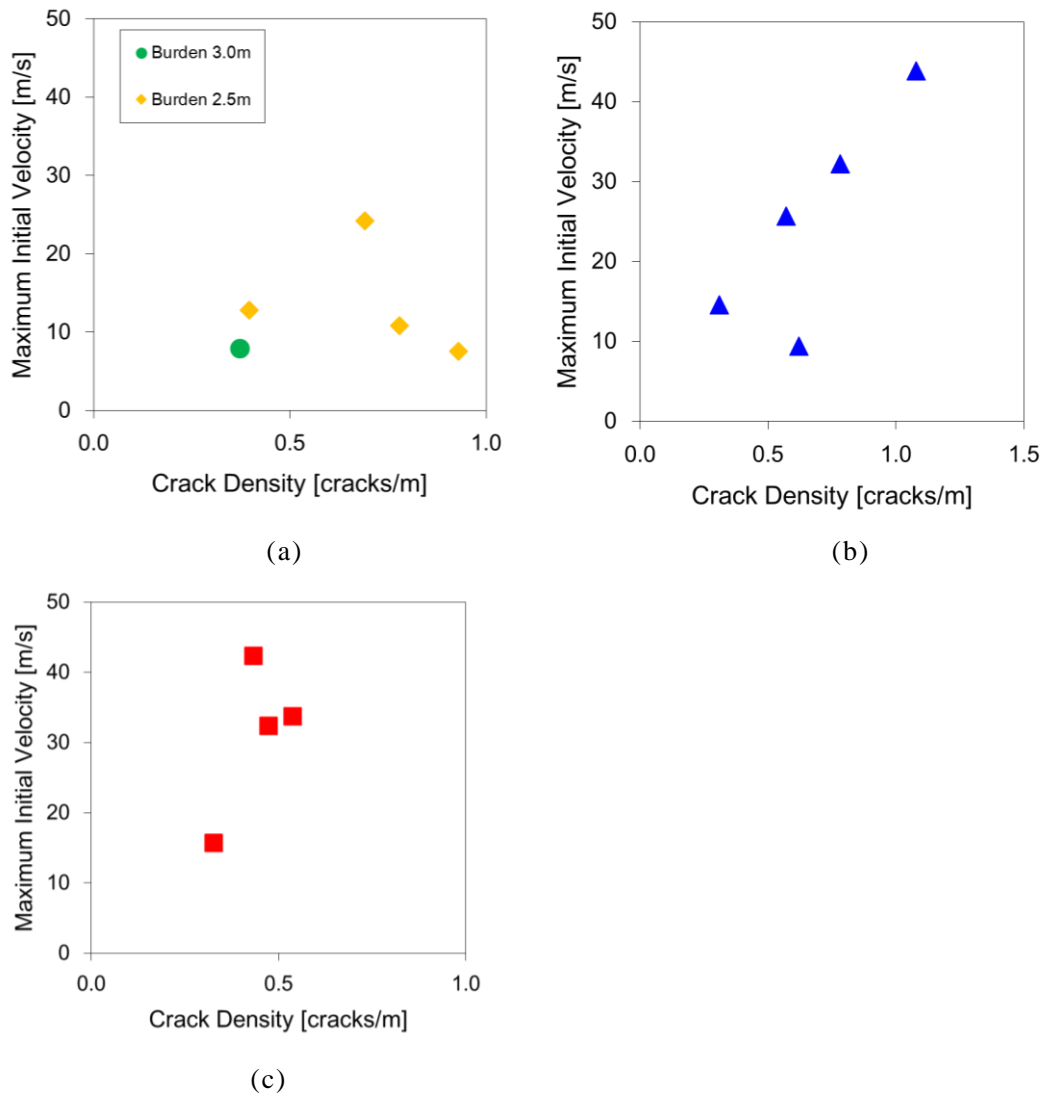 50
40
30
20
10
0
Maximum Initial Velocity [m/s]
Burden 3.0m
Burden 2.5m
0.0 0.5 1.0
Crack Density [cracks/m]
(a)
50
40
30
20
10
0
Maximum Initial Velocity [m/s]
0.0 0.5 1.0 1.5
Crack Density [cracks/m]
(b)
50
40
30
20
10
0
Maximum Initial Velocity [m/s]
0.0 0.5 1.0
Crack Density [cracks/m]
(c)